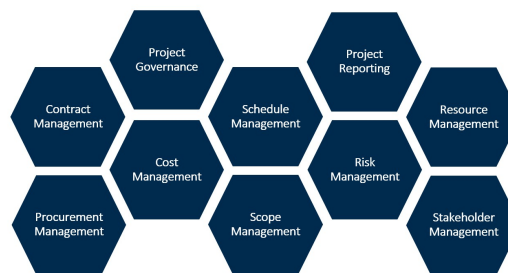 Project
Governance
Project
Reporting
Contract
Management
Schedule
Management
Resource
Management
Cost
Management
Risk
Management
Procurement
Management
Scope
Management
Stakeholder
Management